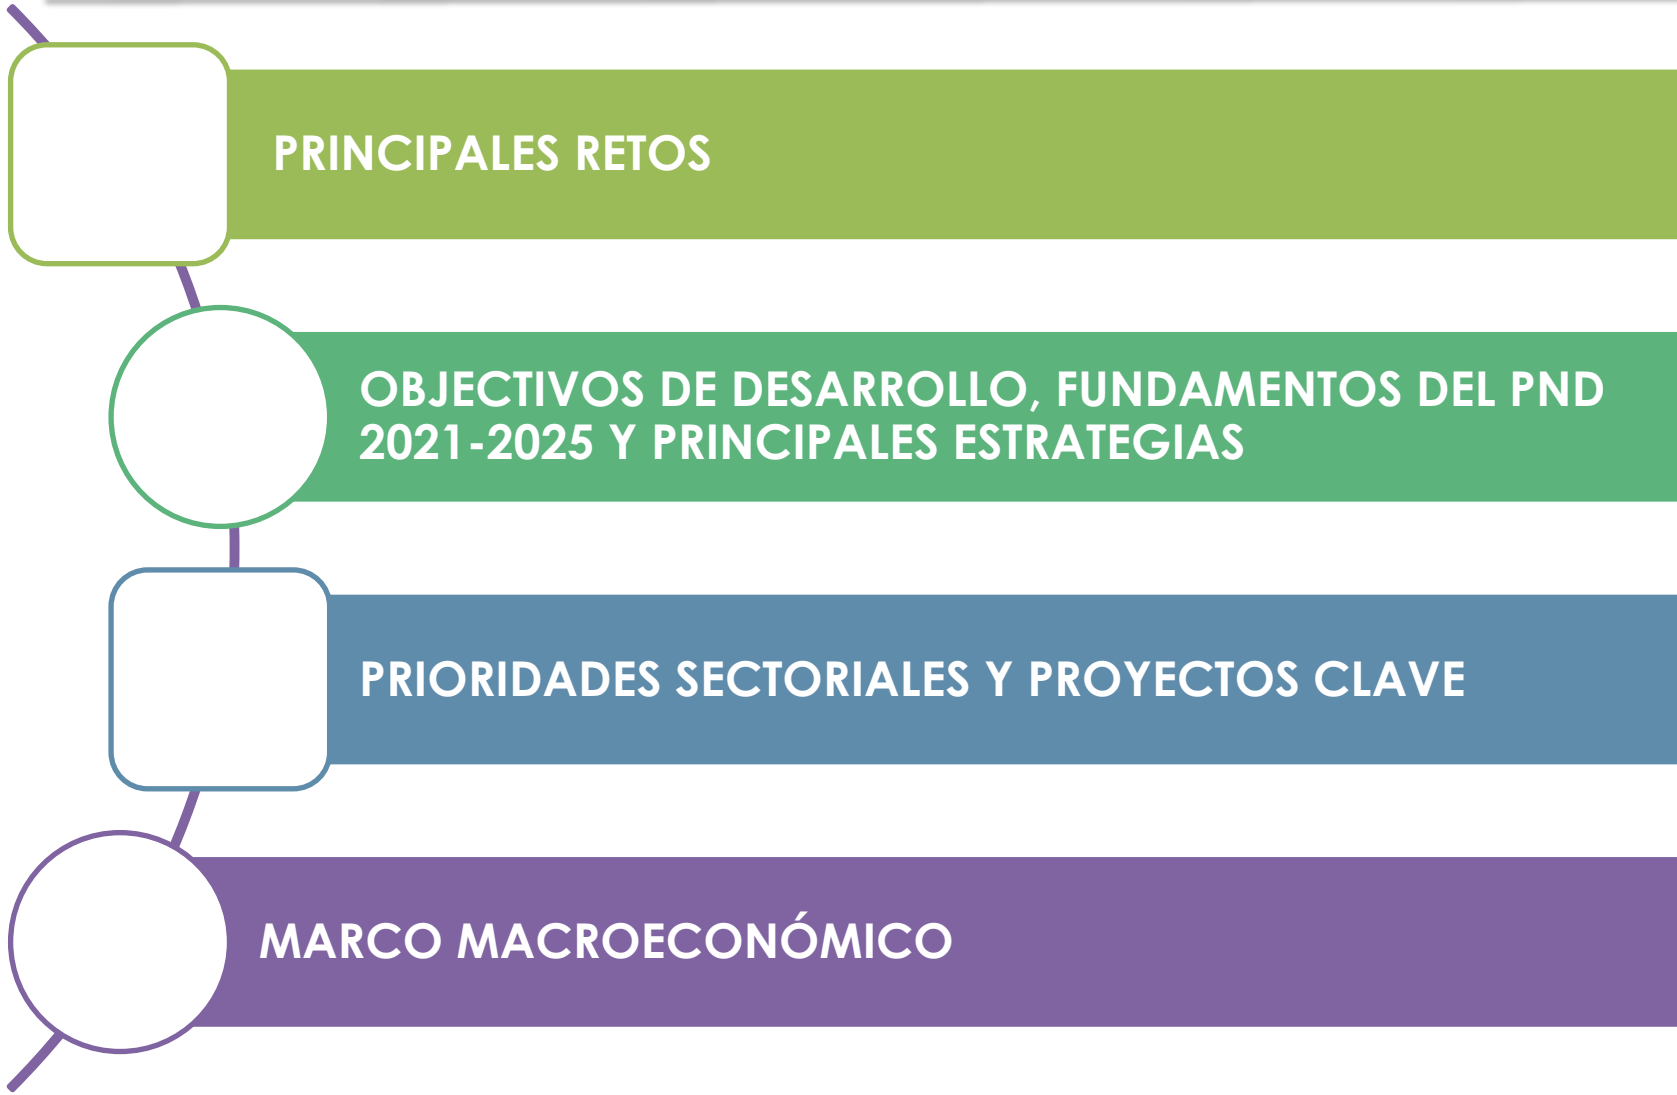 PRINCIPALES RETOS
OBJECTIVOS DE DESARROLLO, FUNDAMENTOS DEL PND
2021-2025 Y PRINCIPALES ESTRATEGIAS
PRIORIDADES SECTORIALES Y PROYECTOS CLAVE
MARCO MACROECONÓMICO